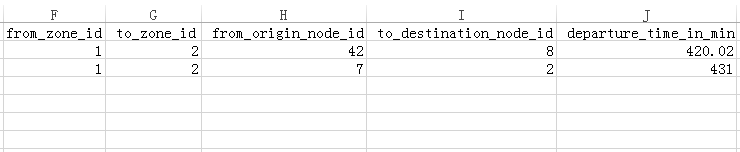 F G H I J
from_zone_id to_zone_id from_origin_node_id to_destination_node_id departure_time_in_min
1 2 42 8 420.02
1 2 7 2 431